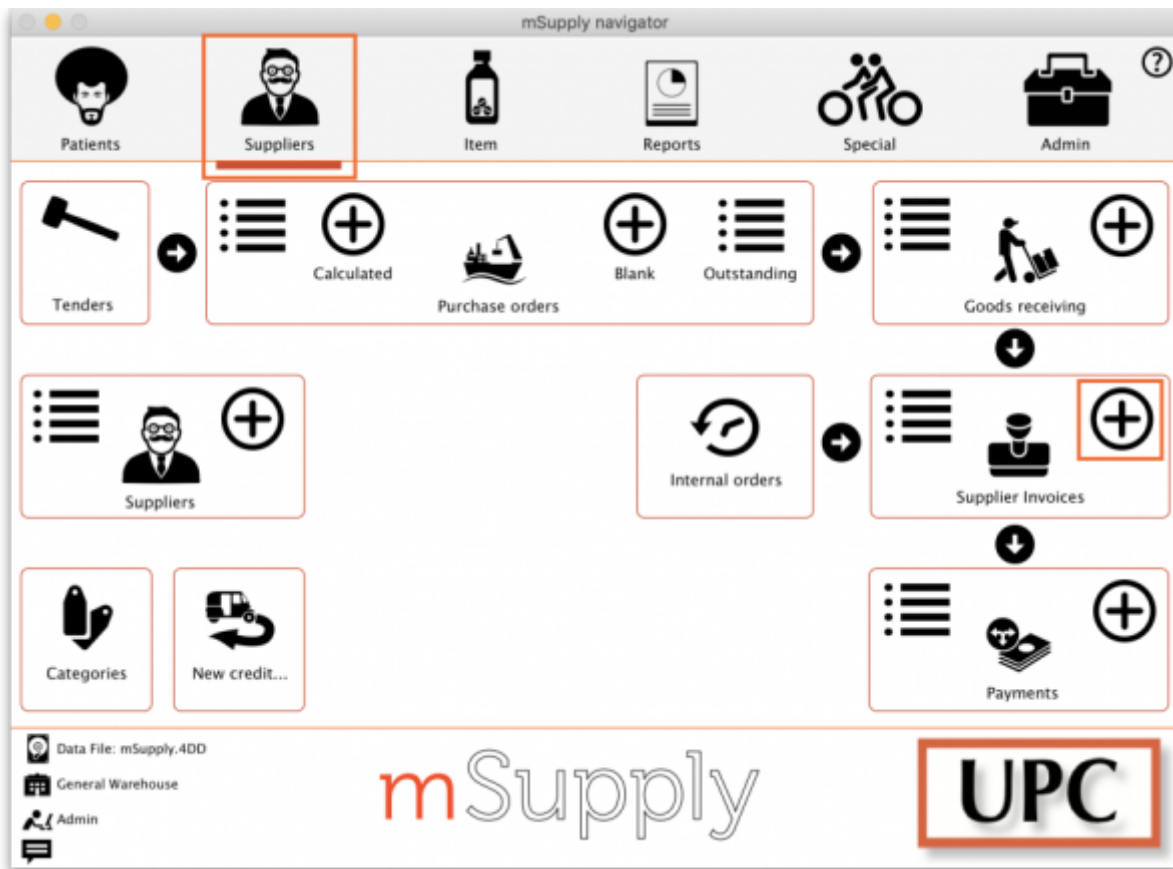 mSupply navigator
?
Patients
Suppliers
Item
Reports
Special
Admin
Tenders
Calculated
Purchase orders
Blank
Outstanding
Goods receiving
Suppliers
Internal orders
Supplier Invoices
Categories
New credit...
Payments
Data File: mSupply.4DD
General Warehouse
Admin
mSupply
UPC